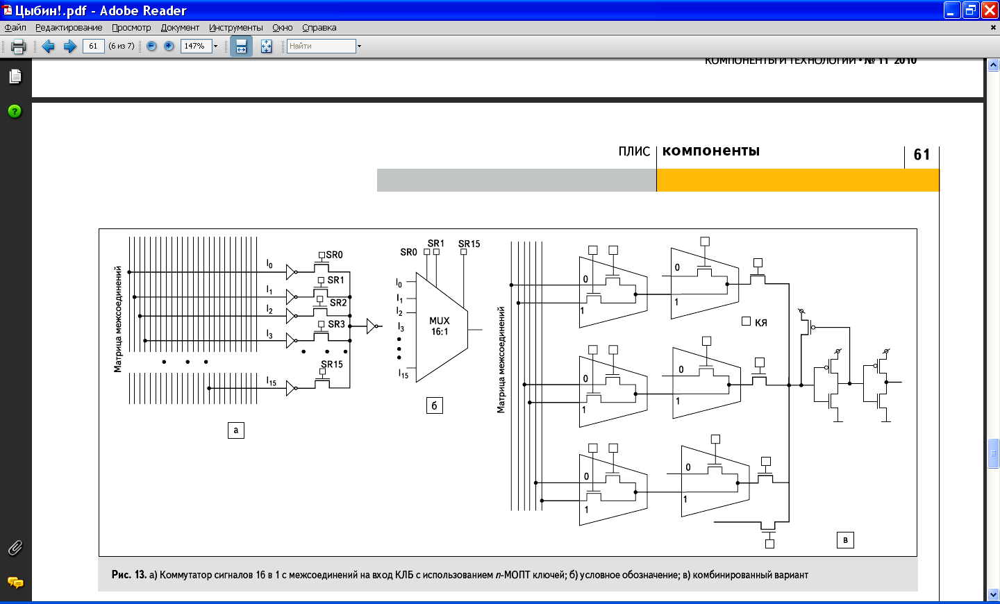 Цыбин!.pdf - Adobe Reader
Файл Редактирование Просмотр Документ Инструменты Окно Справка
61 (6 из 7) 147% Найти
КОМПОНЕНТЫ И ТЕХНОЛОГИИ • № 11 2010
ПЛИС компоненты 61
Матрица межсоединений
I0
I1
I2
I3
I15
SR0
SR1
SR2
SR3
SR15
а
SR0 SR1 SR15
I0
I1
I2
I3
I15
MUX
16:1
б
Матрица межсоединений
0
1
0
1
КЯ
0
1
0
1
0
1
0
1
в
Рис. 13. а) Коммутатор сигналов 16 в 1 с межсоединений на вход КЛБ с использованием n-МОПТ ключей; б) условное обозначение; в) комбинированный вариант